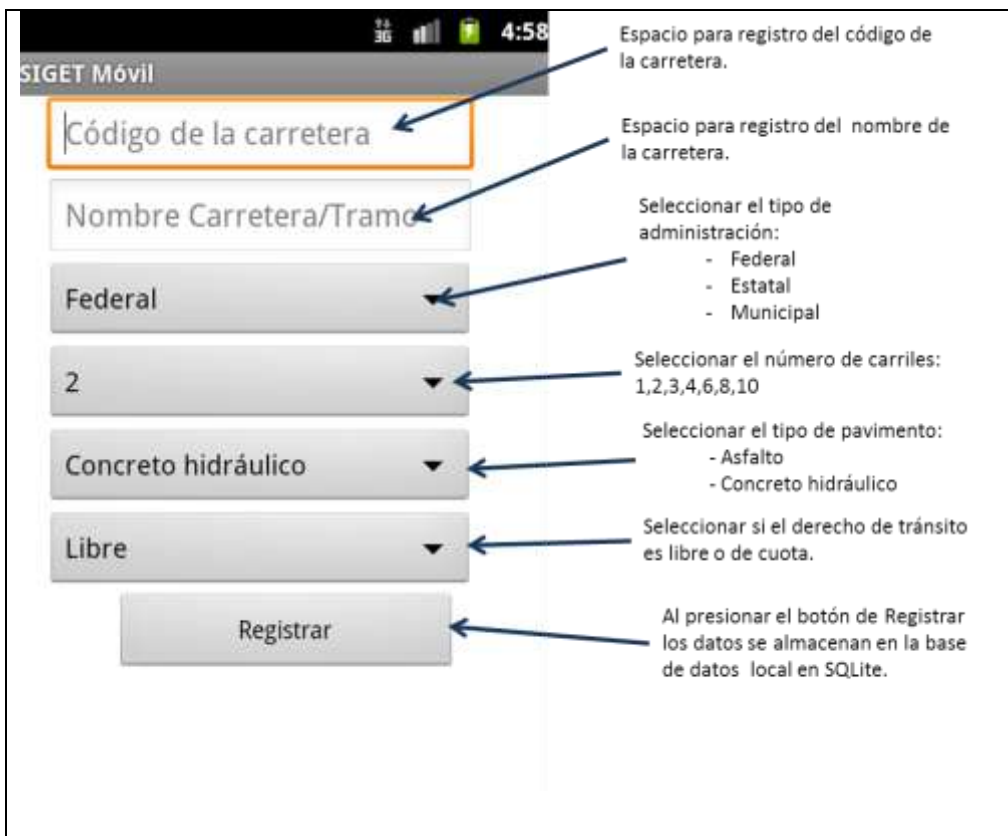 3G 4:58
SIGET Móvil
Código de la carretera
Nombre Carretera/Tramo
Federal
2
Concreto hidráulico
Libre
Registrar
Espacio para registro del código de
la carretera.
Espacio para registro del nombre de
la carretera.
Seleccionar el tipo de
administración:
- Federal
- Estatal
- Municipal
Seleccionar el número de carriles:
1,2,3,4,6,8,10
Seleccionar el tipo de pavimento:
- Asfalto
- Concreto hidráulico
Seleccionar si el derecho de tránsito
es libre o de cuota.
Al presionar el botón de Registrar
los datos se almacenan en la base
de datos local en SQLite.